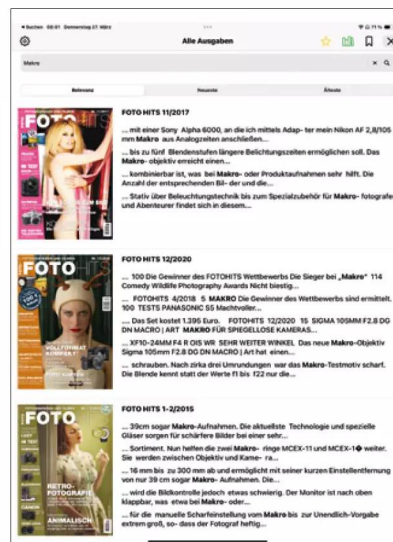 Suchen 08:01 Donnerstag 27. März
71 %
Alle Ausgaben
Makro
Relevanz Neueste Älteste
FOTO HITS 11/2017
... mit einer Sony Alpha 6000, an die ich mittels Adap- ter mein Nikon AF 2,8/105
mm Makro aus Analogzeiten anschließen...
... bis zu fünf Blendenstufen längere Belichtungszeiten ermöglichen soll. Das
Makro- objektiv erreicht einen...
... kombinierbar ist, was bei Makro- oder Produktaufnahmen sehr hilft. Die
Anzahl der entsprechenden Bil- der und die...
... Stativ über Beleuchtungstechnik bis zum Spezialzubehör für Makro- fotografe
und Abenteurer findet sich in diesem...
FOTO HITS
FOTO HITS 12/2020
... 100 Die Gewinner des FOTOHITS Wettbewerbs Die Sieger bei „Makro“ 114
Comedy Wildlife Photography Awards Nicht biestig...
... FOTOHITS 4/2018 5 MAKRO Die Gewinner des Wettbewerbs sind ermittelt.
100 TESTS PANASONIC S5 Machtvoller...
... Das Set kostet 1.395 Euro. FOTOHITS 12/2020 15 SIGMA 105MM F2.8 DG
DN MACRO | ART MAKRO FÜR SPIEGELLOSE KAMERAS...
... XF10-24MM F4 R OIS WR SEHR WEITER WINKEL Das neue Makro-Objektiv
Sigma 105mm F2.8 DG DN MACRO | Art hat einen...
... schrauben. Nach zirka drei Umrundungen war das Makro-Testmotiv scharf.
Die Blende kennt statt der Werte f1 bis f22 nur die...
FOTO HITS
VOLLFORMAT
KOMPAKT
FOTO HITS 1-2/2015
... 39cm sogar Makro-Aufnahmen. Die aktuellste Technologie und spezielle
Gläser sorgen für schärfere Bilder bei einer sehr...
... Sortiment. Nun helfen die zwei Makro- ringe MCEX-11 und MCEX-1� weiter.
Sie werden zwischen Objektiv und Kame- ra...
... 16 mm bis zu 300 mm ab und ermöglicht mit seiner kurzen Einstellentfernung
von nur 39 cm sogar Makro- Aufnahmen. Die...
... wird die Bildkontrolle jedoch etwas schwierig. Der Monitor ist nach oben
klappbar, was etwa bei Makro- oder...
... für die manuelle Scharfeinstellung vom Makro bis zur Unendlich-Vorgabe
extrem groß, so- dass der Fotograf heftig...
FOTO
RETRO-
FOTOGRAFIE
ANIMALISCH